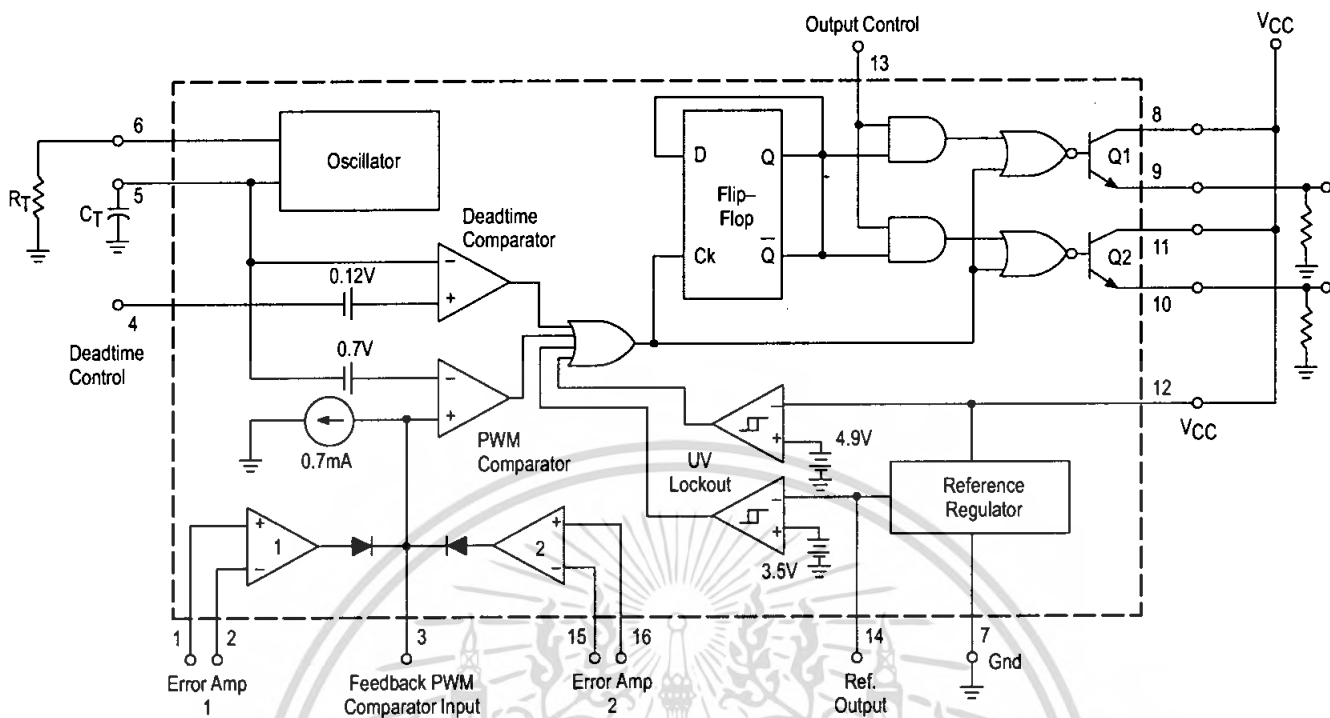 Output Control
13
VCC
6
Oscillator
RT
5
CT
D
Q
Flip–
Flop
Ck
Q
8
Q1
9
11
Q2
10
Deadtime
Comparator
0.12V
−
+
4
Deadtime
Control
0.7V
−
+
0.7mA
PWM
Comparator
12
VCC
−
+
4.9V
UV
Lockout
−
+
3.5V
Reference
Regulator
+
1
−
+
2
−
1
2
3
15
16
14
7
Gnd
Error Amp
1
Feedback PWM
Comparator Input
Error Amp
2
Ref.
Output